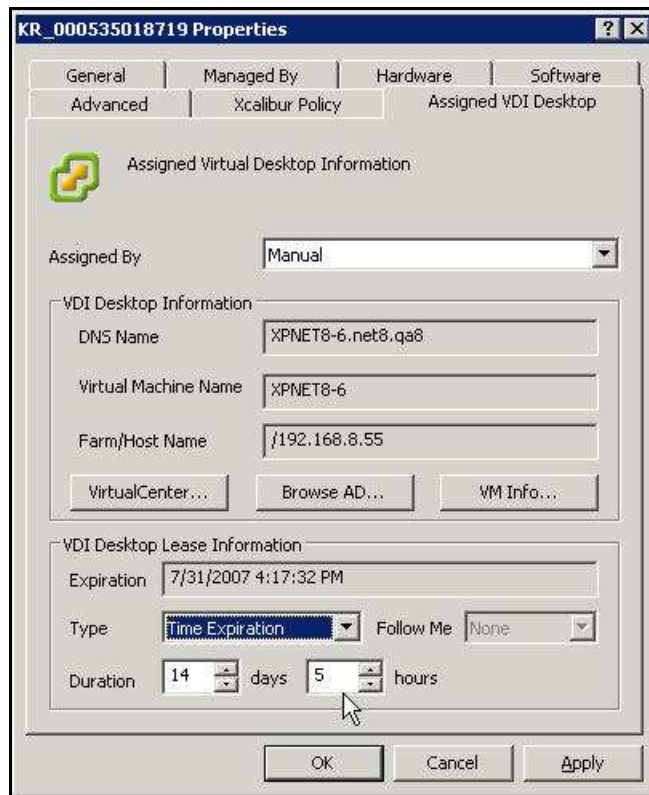 KR_000535018719 Properties
? X
General Managed By Hardware Software
Advanced Xcalibur Policy Assigned VDI Desktop
Assigned Virtual Desktop Information
Assigned By Manual
VDI Desktop Information
DNS Name XPNET8-6.net8.qa8
Virtual Machine Name XPNET8-6
Farm/Host Name /192.168.8.55
VirtualCenter... Browse AD... VM Info...
VDI Desktop Lease Information
Expiration 7/31/2007 4:17:32 PM
Type Time Expiration Follow Me None
Duration 14 days 5 hours
OK Cancel Apply